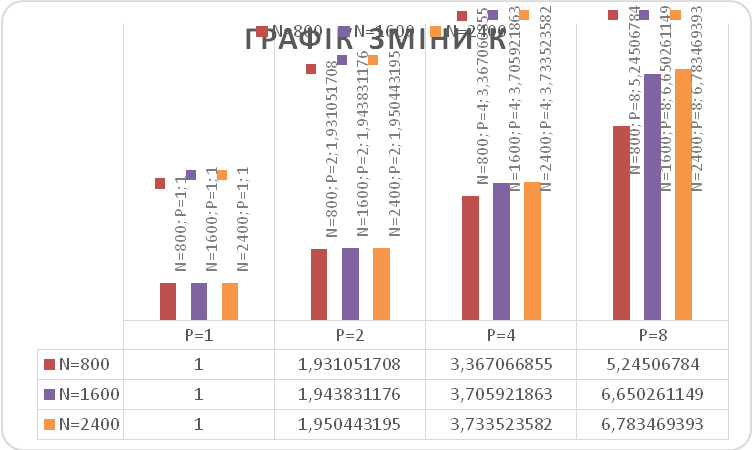 ГРАФІК ЗМІНИ К
N=800 N=1600 N=2400
N=800; P=1; 1
N=1600; P=1; 1
N=2400; P=1; 1
N=800; P=2; 1,931051708
N=1600; P=2; 1,943831176
N=2400; P=2; 1,950443195
N=800; P=4; 3,367066855
N=1600; P=4; 3,705921863
N=2400; P=4; 3,733523582
N=800; P=8; 5,24506784
N=1600; P=8; 6,650261149
N=2400; P=8; 6,783469393
P=1 P=2 P=4 P=8
N=800 1 1,931051708 3,367066855 5,24506784
N=1600 1 1,943831176 3,705921863 6,650261149
N=2400 1 1,950443195 3,733523582 6,783469393